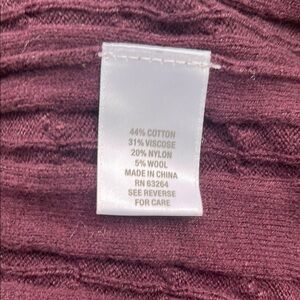 44% COTTON
31% VISCOSE
20% NYLON
5% WOOL
MADE IN CHINA
RN 63264
SEE REVERSE
FOR CARE